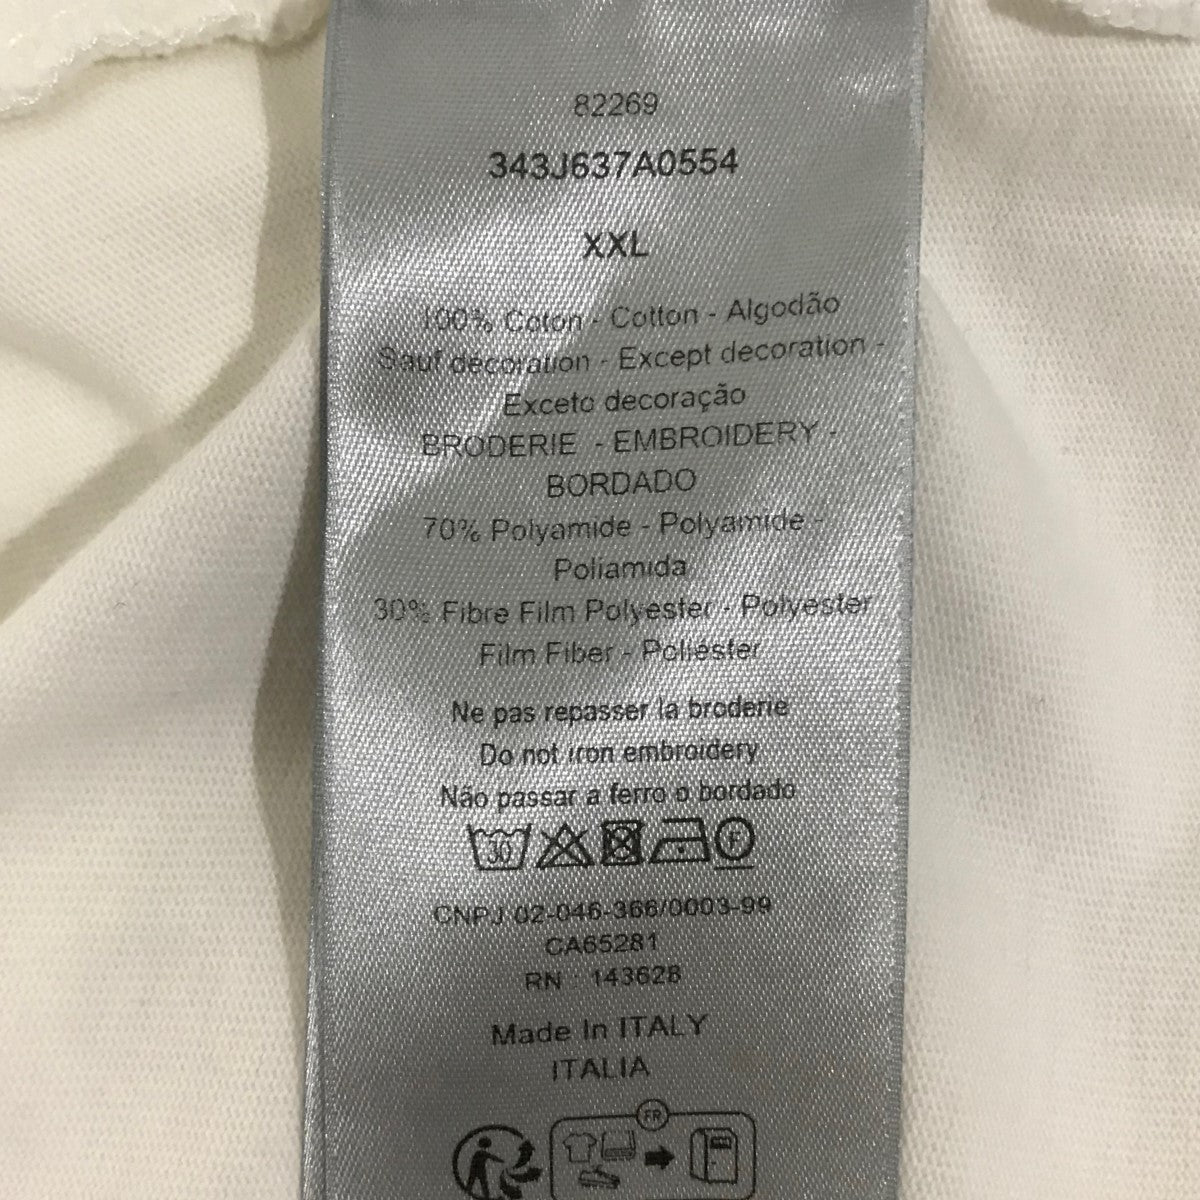 82269
343J637A0554
XXL
100% Coton - Cotton - Algodão
Sauf decoration - Except decoration -
Exceto decoração
BRODERIE - EMBROIDERY -
BORDADO
70% Polyamide - Polyamide -
Poliamida
30% Fibre Film Polyester - Polyester
Film Fiber - Poliéster
Ne pas repasser la broderie
Do not iron embroidery
Não passar a ferro o bordado
30 F
CNPJ 02-046-366/0003-99
CA65281
RN : 143628
Made In ITALY
ITALIA
FR